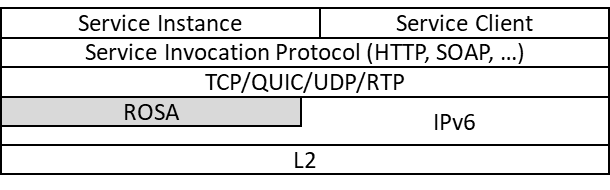 Service Instance
Service Client
Service Invocation Protocol (HTTP, SOAP, ...)
TCP/QUIC/UDP/RTP
ROSA
IPv6
L2